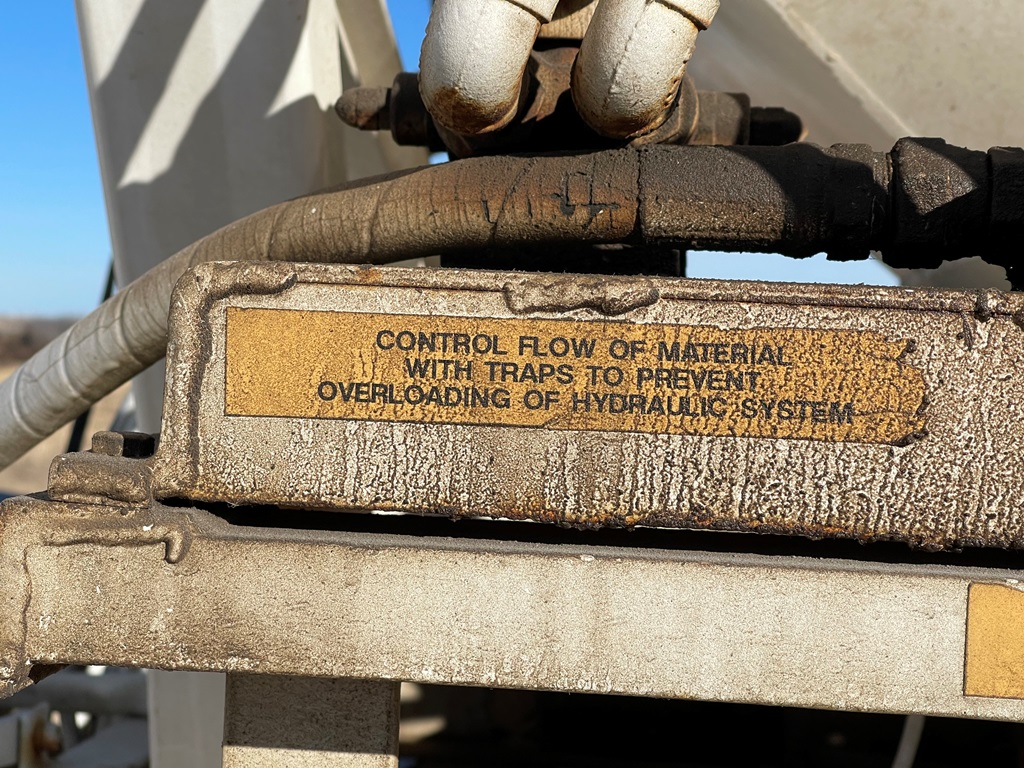 CONTROL FLOW OF MATERIAL
WITH TRAPS TO PREVENT
OVERLOADING OF HYDRAULIC SYSTEM